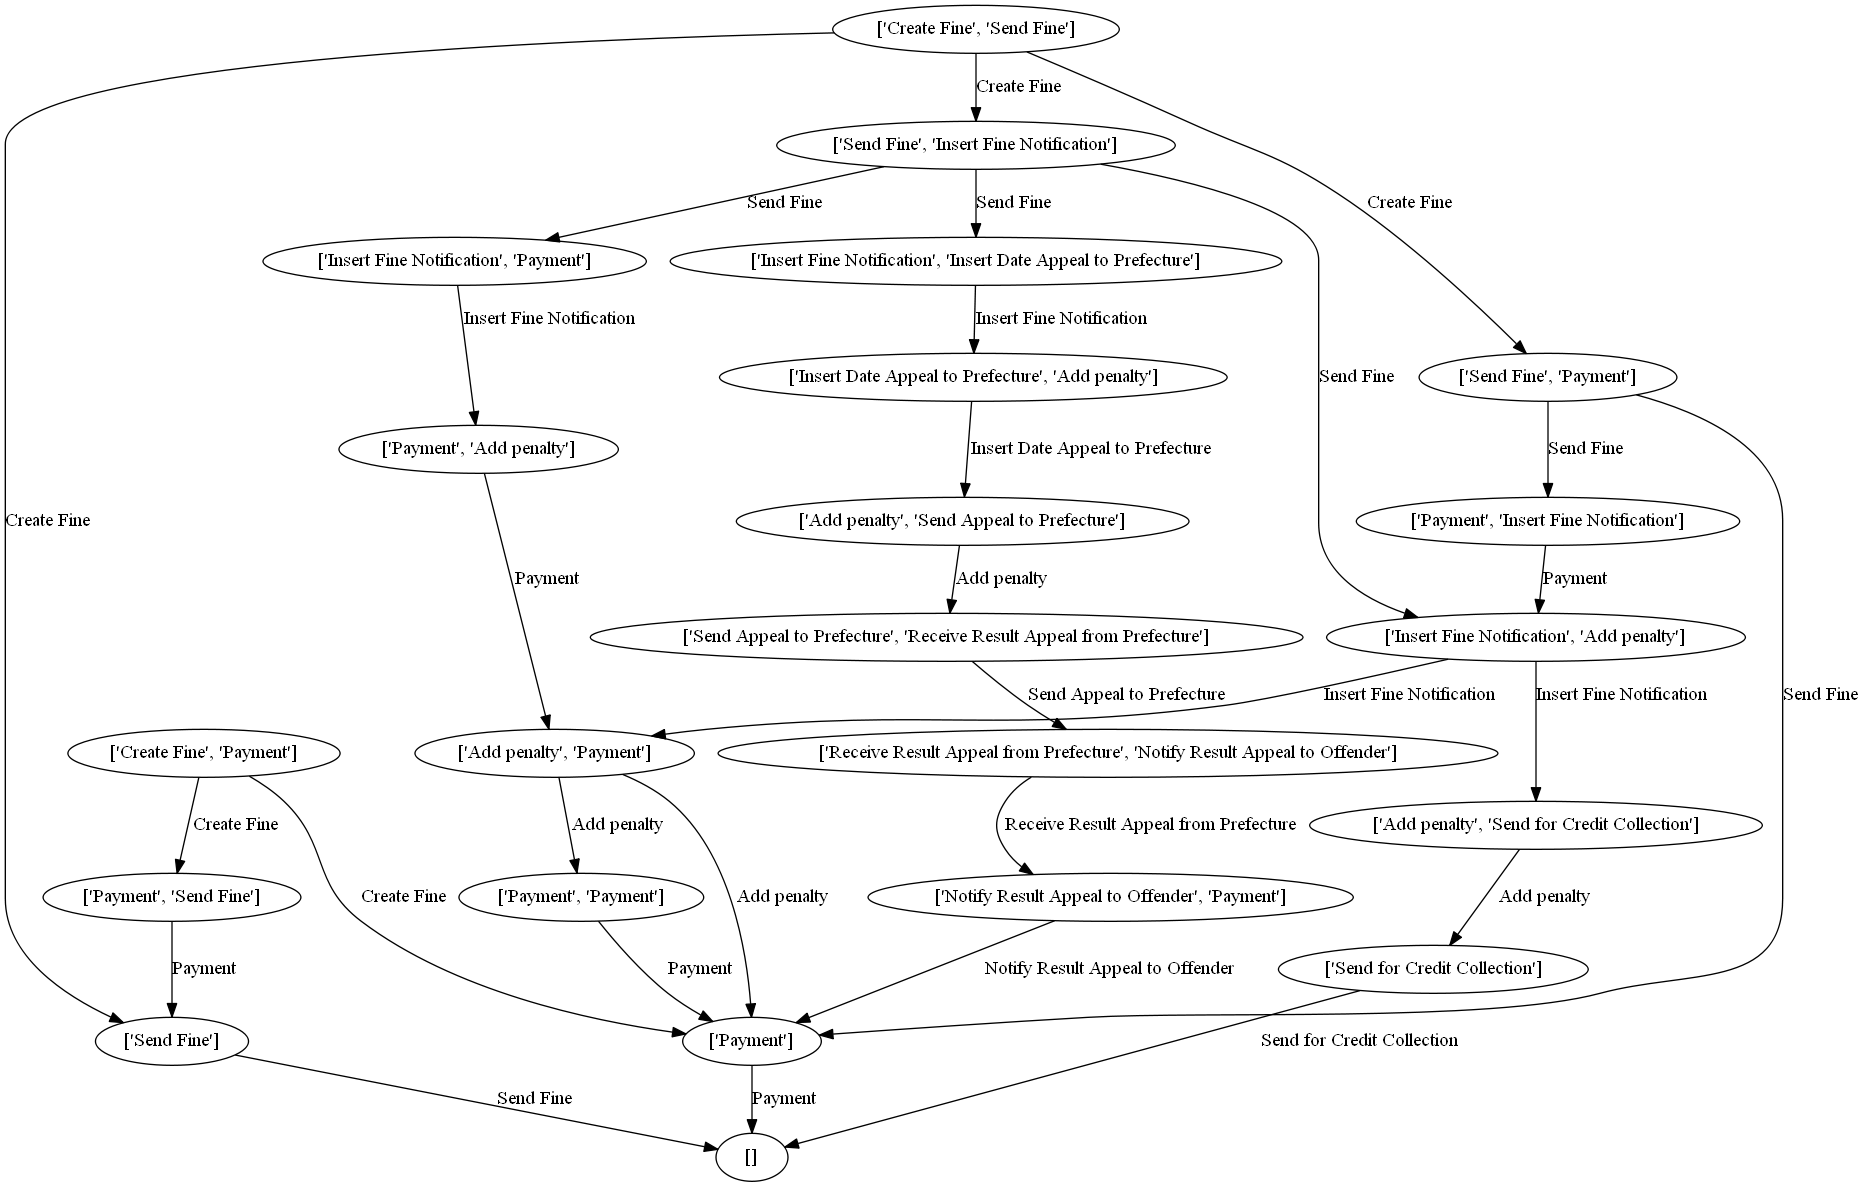 ['Create Fine', 'Send Fine']
Create Fine
['Send Fine', 'Insert Fine Notification']
Send Fine
Send Fine
Create Fine
['Insert Fine Notification', 'Payment']
['Insert Fine Notification', 'Insert Date Appeal to Prefecture']
Insert Fine Notification
Insert Fine Notification
['Insert Date Appeal to Prefecture', 'Add penalty']
Send Fine
['Send Fine', 'Payment']
['Payment', 'Add penalty']
Insert Date Appeal to Prefecture
Send Fine
Create Fine
['Add penalty', 'Send Appeal to Prefecture']
['Payment', 'Insert Fine Notification']
Payment
Add penalty
Payment
['Send Appeal to Prefecture', 'Receive Result Appeal from Prefecture']
['Insert Fine Notification', 'Add penalty']
Send Appeal to Prefecture
Insert Fine Notification
Insert Fine Notification
Send Fine
['Create Fine', 'Payment']
['Add penalty', 'Payment']
['Receive Result Appeal from Prefecture', 'Notify Result Appeal to Offender']
Create Fine
Add penalty
Receive Result Appeal from Prefecture
['Add penalty', 'Send for Credit Collection']
['Payment', 'Send Fine']
Create Fine
['Payment', 'Payment']
Add penalty
['Notify Result Appeal to Offender', 'Payment']
Add penalty
Payment
Payment
Notify Result Appeal to Offender
['Send for Credit Collection']
['Send Fine']
['Payment']
Send for Credit Collection
Send Fine
Payment
[]